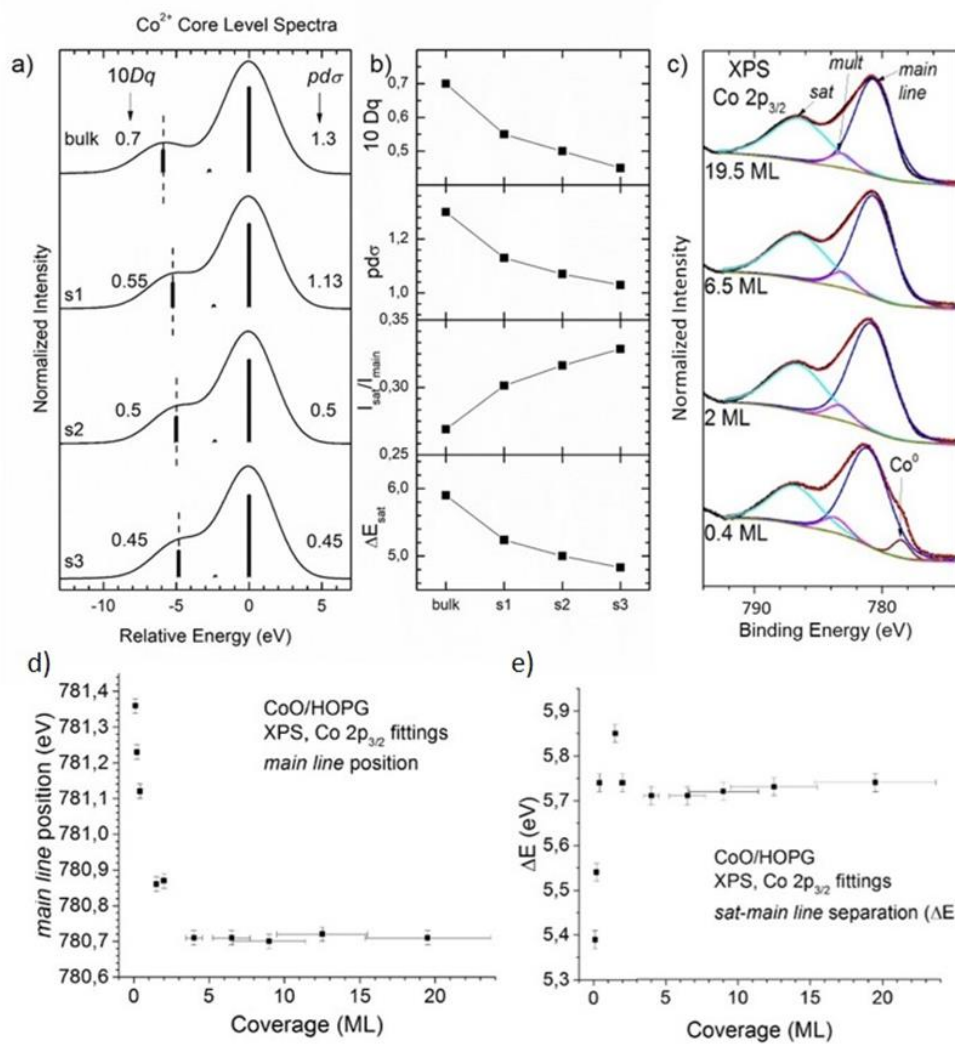 Co²⁺ Core Level Spectra
a)
10Dq
pdσ
bulk
0.7
1.3
s1
0.55
1.13
s2
0.5
0.5
s3
0.45
0.45
Normalized Intensity
-10
-5
0
5
Relative Energy (eV)
b)
10 Dq
0,7
0,6
0,5
pdσ
1,2
1,0
I_sat/I_main
0,35
0,30
0,25
ΔE_sat
6,0
5,0
bulk
s1
s2
s3
c)
XPS
Co 2p₃/₂
sat
mult
main
line
19.5 ML
6.5 ML
2 ML
Co⁰
0.4 ML
Normalized Intensity
790
780
Binding Energy (eV)
d)
781,4
781,3
781,2
781,1
781,0
780,9
780,8
780,7
780,6
main line position (eV)
CoO/HOPG
XPS, Co 2p₃/₂ fittings
main line position
0
5
10
15
20
Coverage (ML)
e)
5,9
5,8
5,7
5,6
5,5
5,4
5,3
ΔE (eV)
CoO/HOPG
XPS, Co 2p₃/₂ fittings
sat-main line separation (ΔE
0
5
10
15
20
Coverage (ML)